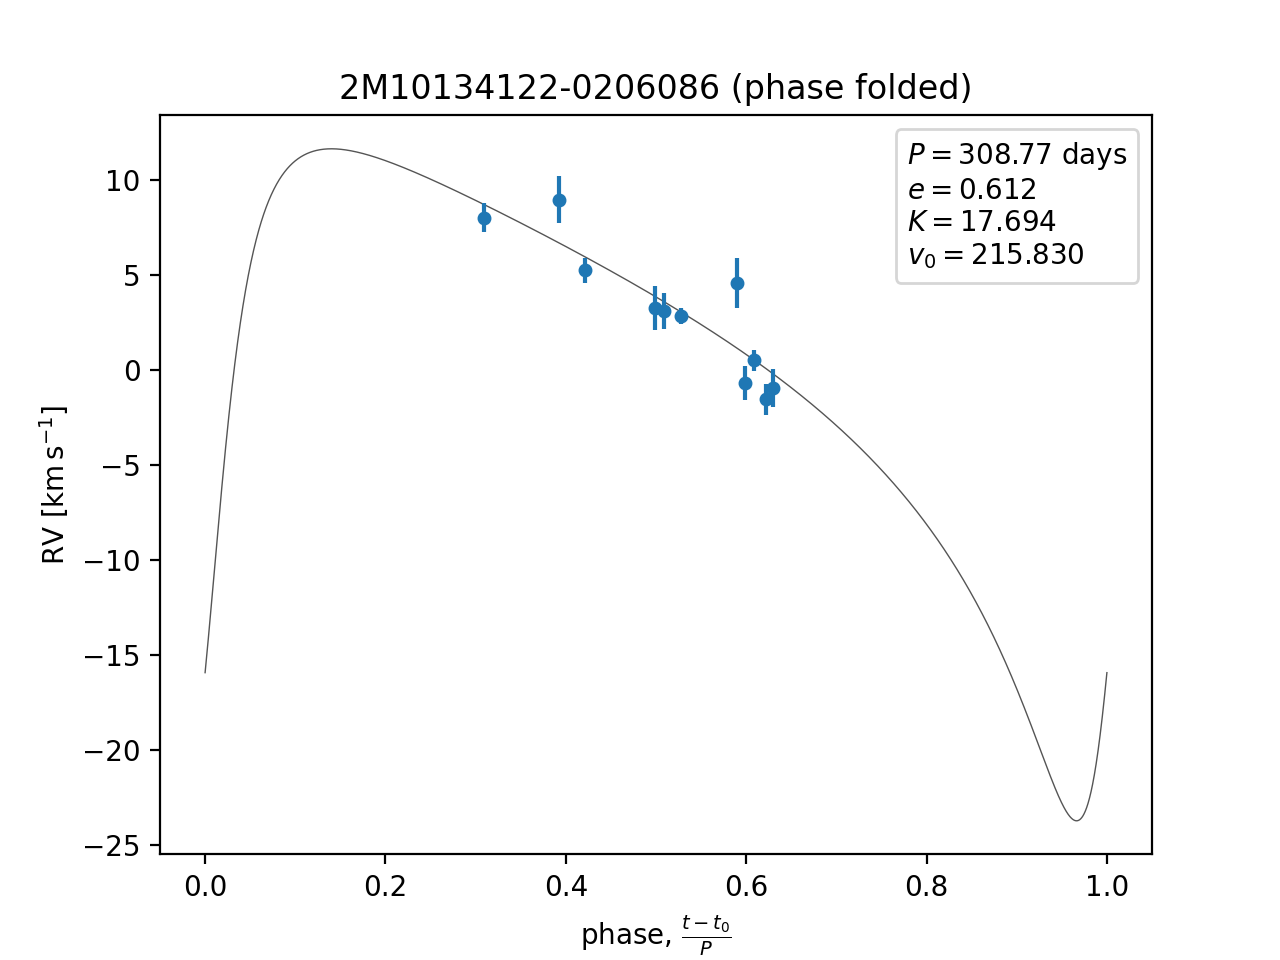 2M10134122-0206086 (phase folded)
P = 308.77 days
e = 0.612
K = 17.694
v₀ = 215.830
10
5
0
−5
−10
−15
−20
−25
RV [km s⁻¹]
0.0 0.2 0.4 0.6 0.8 1.0
phase, (t − t₀)/P